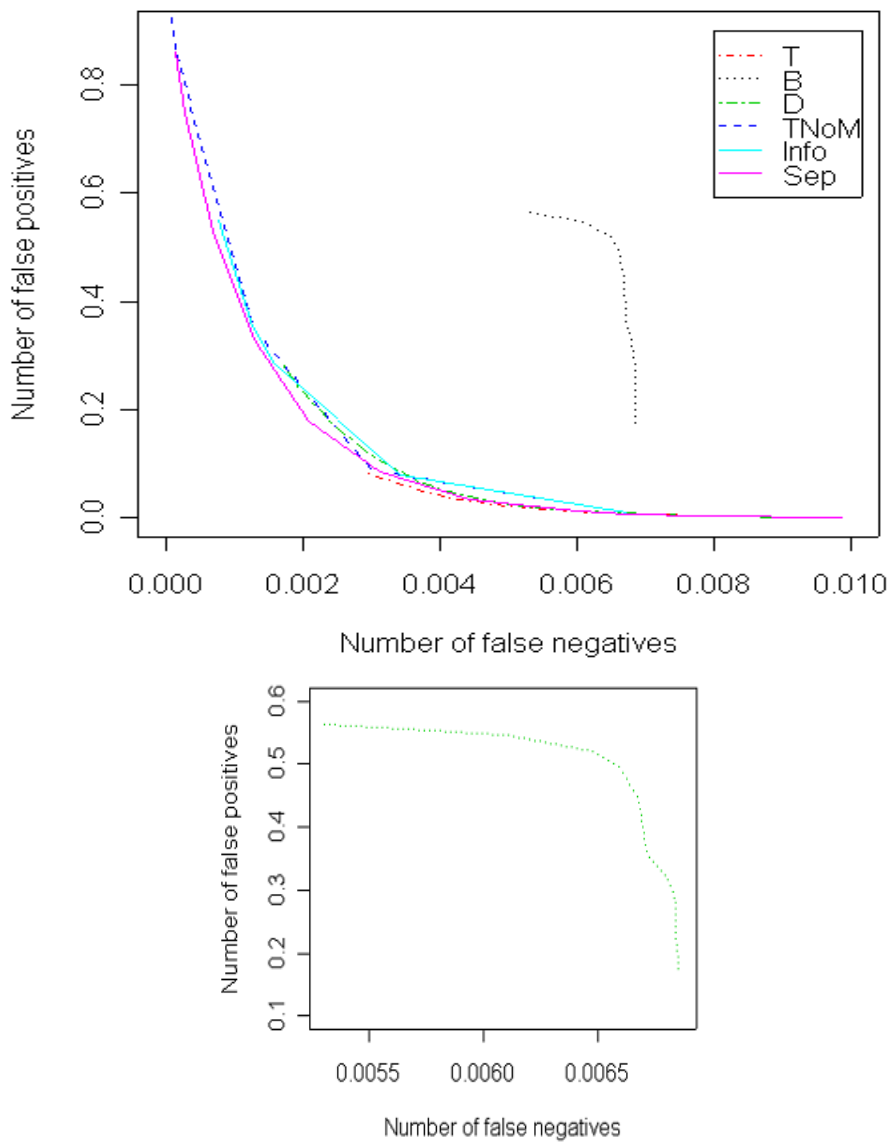 Number of false positives
0.8
0.6
0.4
0.2
0.0
T
B
D
TNoM
Info
Sep
0.000 0.002 0.004 0.006 0.008 0.010
Number of false negatives
Number of false positives
0.6
0.5
0.4
0.3
0.2
0.1
0.0055 0.0060 0.0065
Number of false negatives